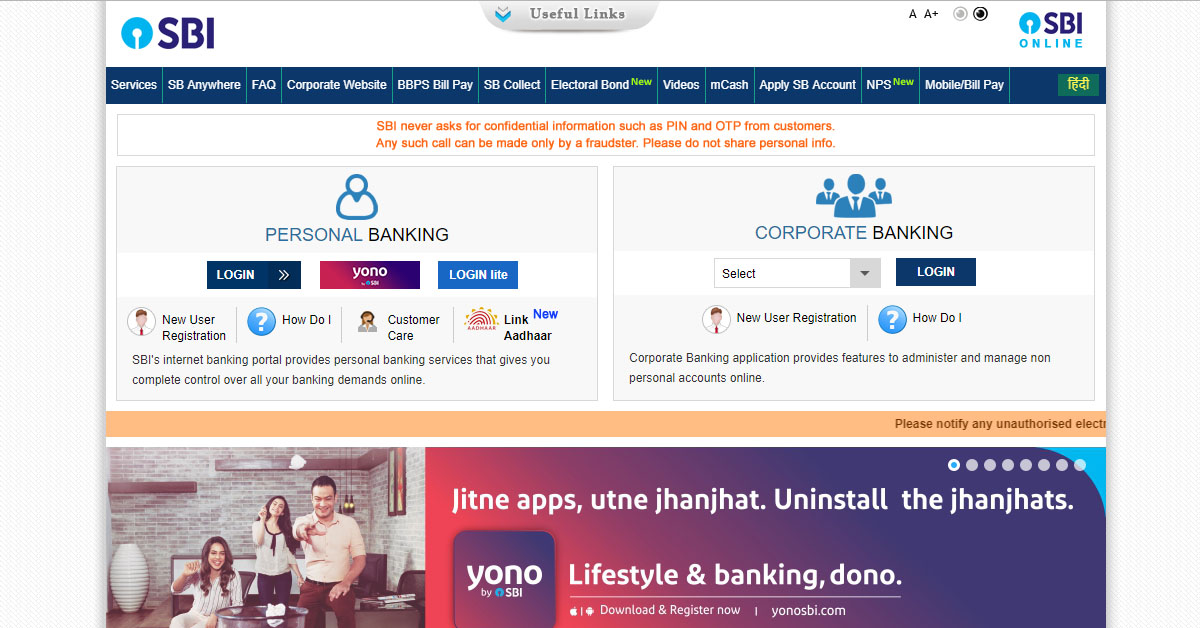 Useful Links
A A+
SBI
SBI
ONLINE
Services SB Anywhere FAQ Corporate Website BBPS Bill Pay SB Collect Electoral Bond New Videos mCash Apply SB Account NPS New Mobile/Bill Pay हिंदी
SBI never asks for confidential information such as PIN and OTP from customers.
Any such call can be made only by a fraudster. Please do not share personal info.
PERSONAL BANKING
LOGIN
yono
by SBI
LOGIN lite
New User
Registration
How Do I
Customer
Care
AADHAAR
Link New
Aadhaar
SBI's internet banking portal provides personal banking services that gives you
complete control over all your banking demands online.
CORPORATE BANKING
Select
LOGIN
New User Registration
How Do I
Corporate Banking application provides features to administer and manage non
personal accounts online.
Please notify any unauthorised electr
Jitne apps, utne jhanjhat. Uninstall the jhanjhats.
yono
by SBI
Lifestyle & banking, dono.
Download & Register now | yonosbi.com